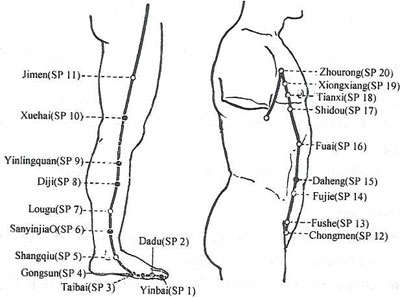 Jimen(SP 11)
Xuehai(SP 10)
Yinlingquan(SP 9)
Diji(SP 8)
Lougu(SP 7)
SanyinjiaO(SP 6)
Shangqiu(SP 5)
Gongsun(SP 4)
Taibai(SP 3)
Dadu(SP 2)
Yinbai(SP 1)
Zhourong(SP 20)
Xiongxiang(SP 19)
Tianxi(SP 18)
Shidou(SP 17)
Fuai(SP 16)
Daheng(SP 15)
Fujie(SP 14)
Fushe(SP 13)
Chongmen(SP 12)